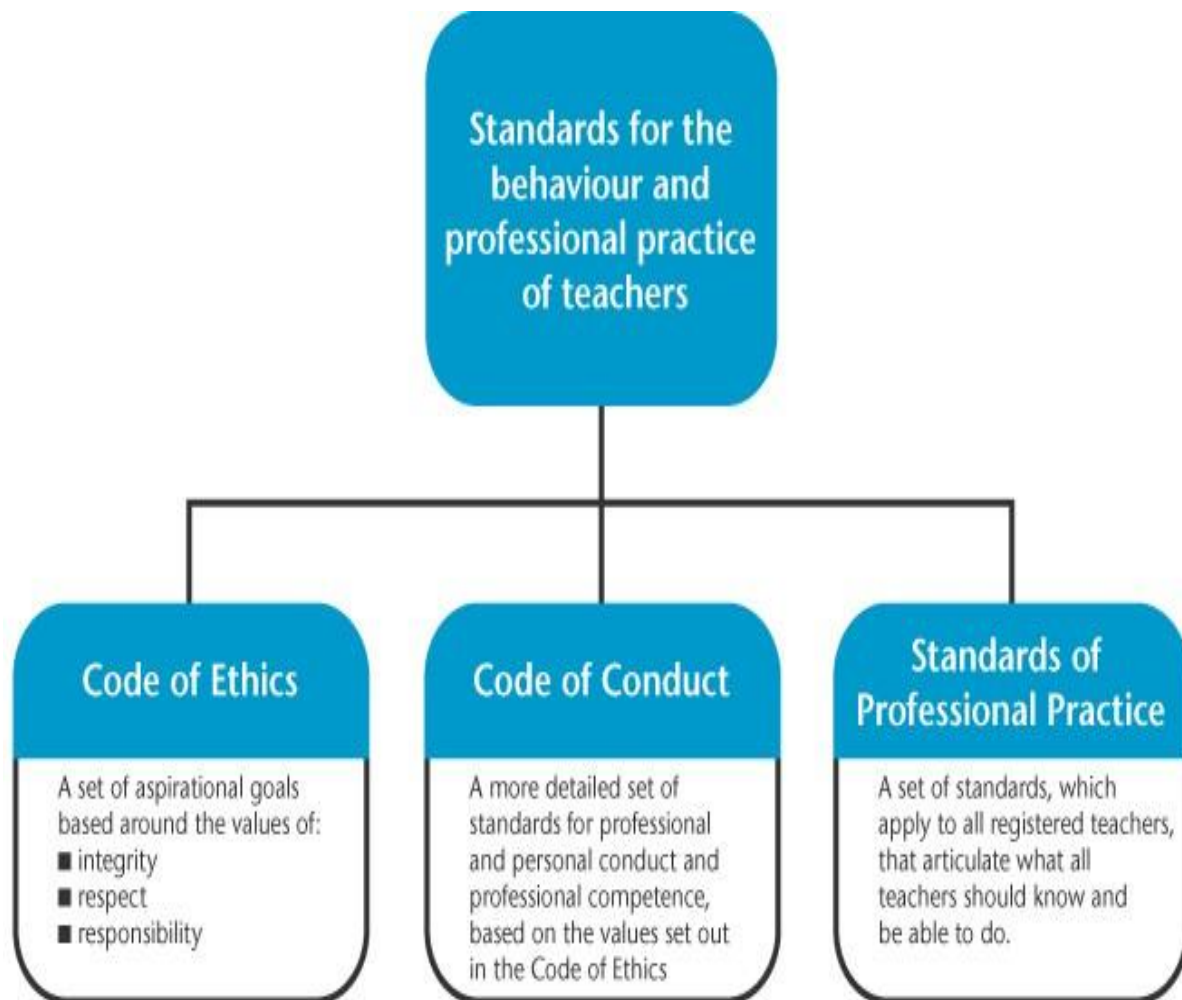 Standards for the
behaviour and
professional practice
of teachers
Code of Ethics
A set of aspirational goals
based around the values of:
■ integrity
■ respect
■ responsibility
Code of Conduct
A more detailed set of
standards for professional
and personal conduct and
professional competence,
based on the values set out
in the Code of Ethics
Standards of
Professional Practice
A set of standards, which
apply to all registered teachers,
that articulate what all
teachers should know and
be able to do.